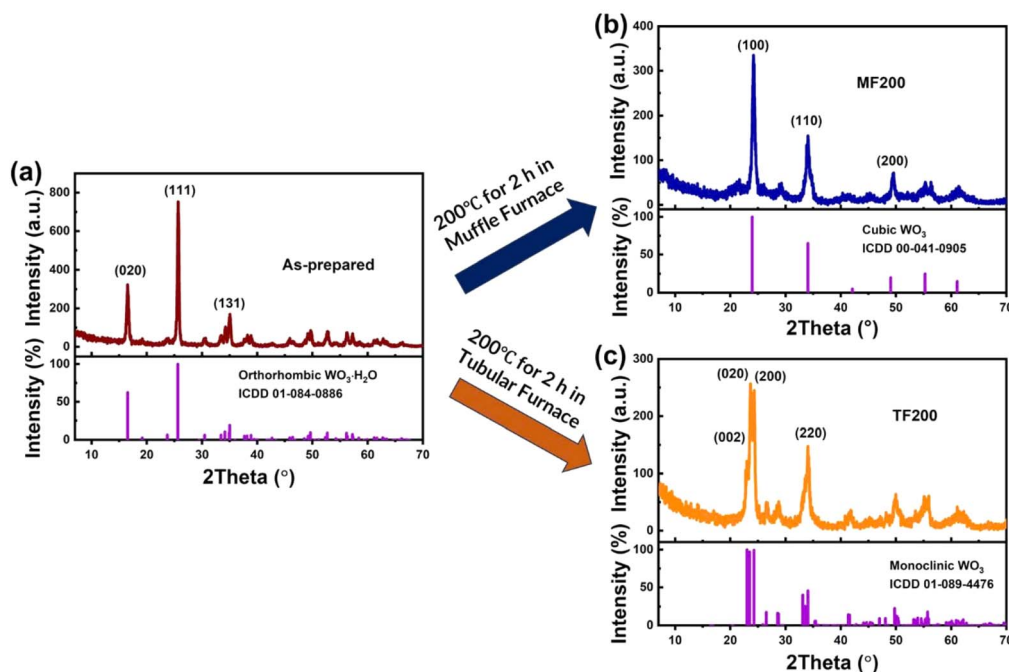 (a)
Intensity (a.u.)
800
600
400
200
0
(020)
(111)
(131)
As-prepared
Intensity (%)
100
50
0
Orthorhombic WO₃·H₂O
ICDD 01-084-0886
10 20 30 40 50 60 70
2Theta (°)
200℃ for 2 h in
Muffle Furnace
200℃ for 2 h in
Tubular Furnace
(b)
Intensity (a.u.)
400
300
200
100
0
(100)
(110)
(200)
MF200
Intensity (%)
100
50
0
Cubic WO₃
ICDD 00-041-0905
10 20 30 40 50 60 70
2Theta (°)
(c)
Intensity (a.u.)
300
200
100
0
(020)
(200)
(002)
(220)
TF200
Intensity (%)
100
50
0
Monoclinic WO₃
ICDD 01-089-4476
10 20 30 40 50 60 70
2Theta (°)